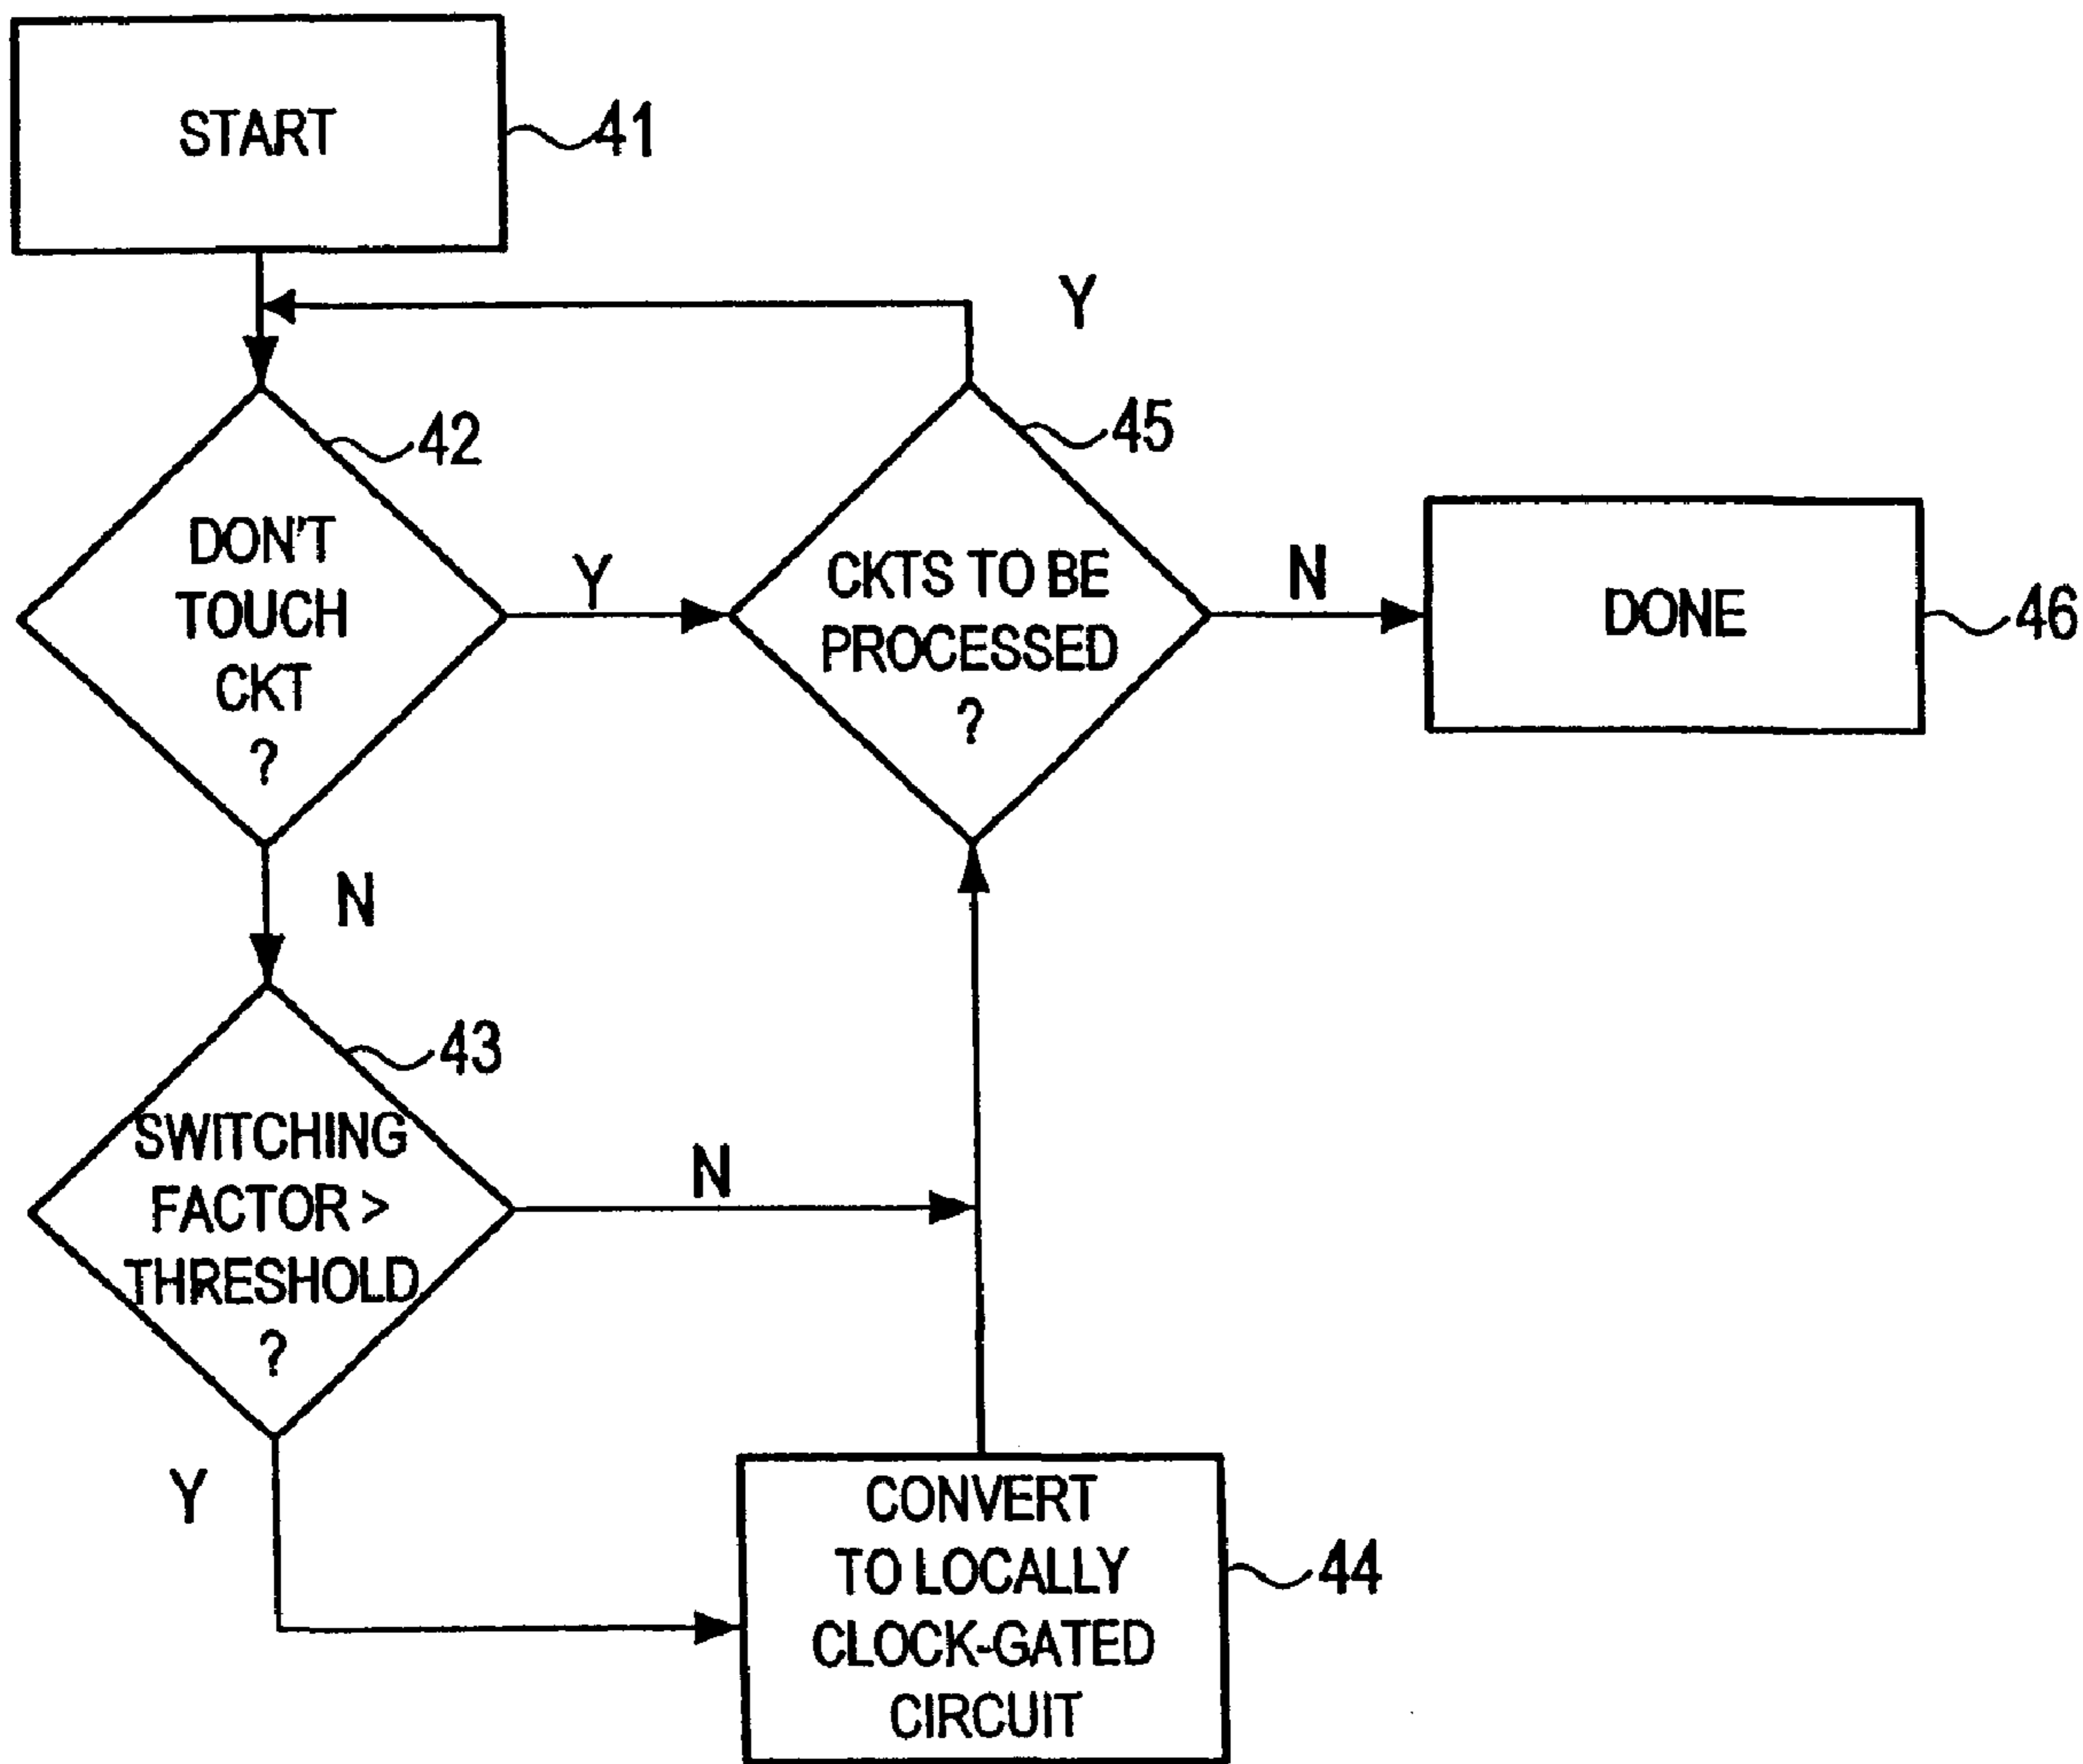 START
41
Y
42
45
DON'T
TOUCH
CKT
?
Y
CKTS TO BE
PROCESSED
?
N
DONE
46
N
43
SWITCHING
FACTOR >
THRESHOLD
?
N
Y
CONVERT
TO LOCALLY
CLOCK-GATED
CIRCUIT
44